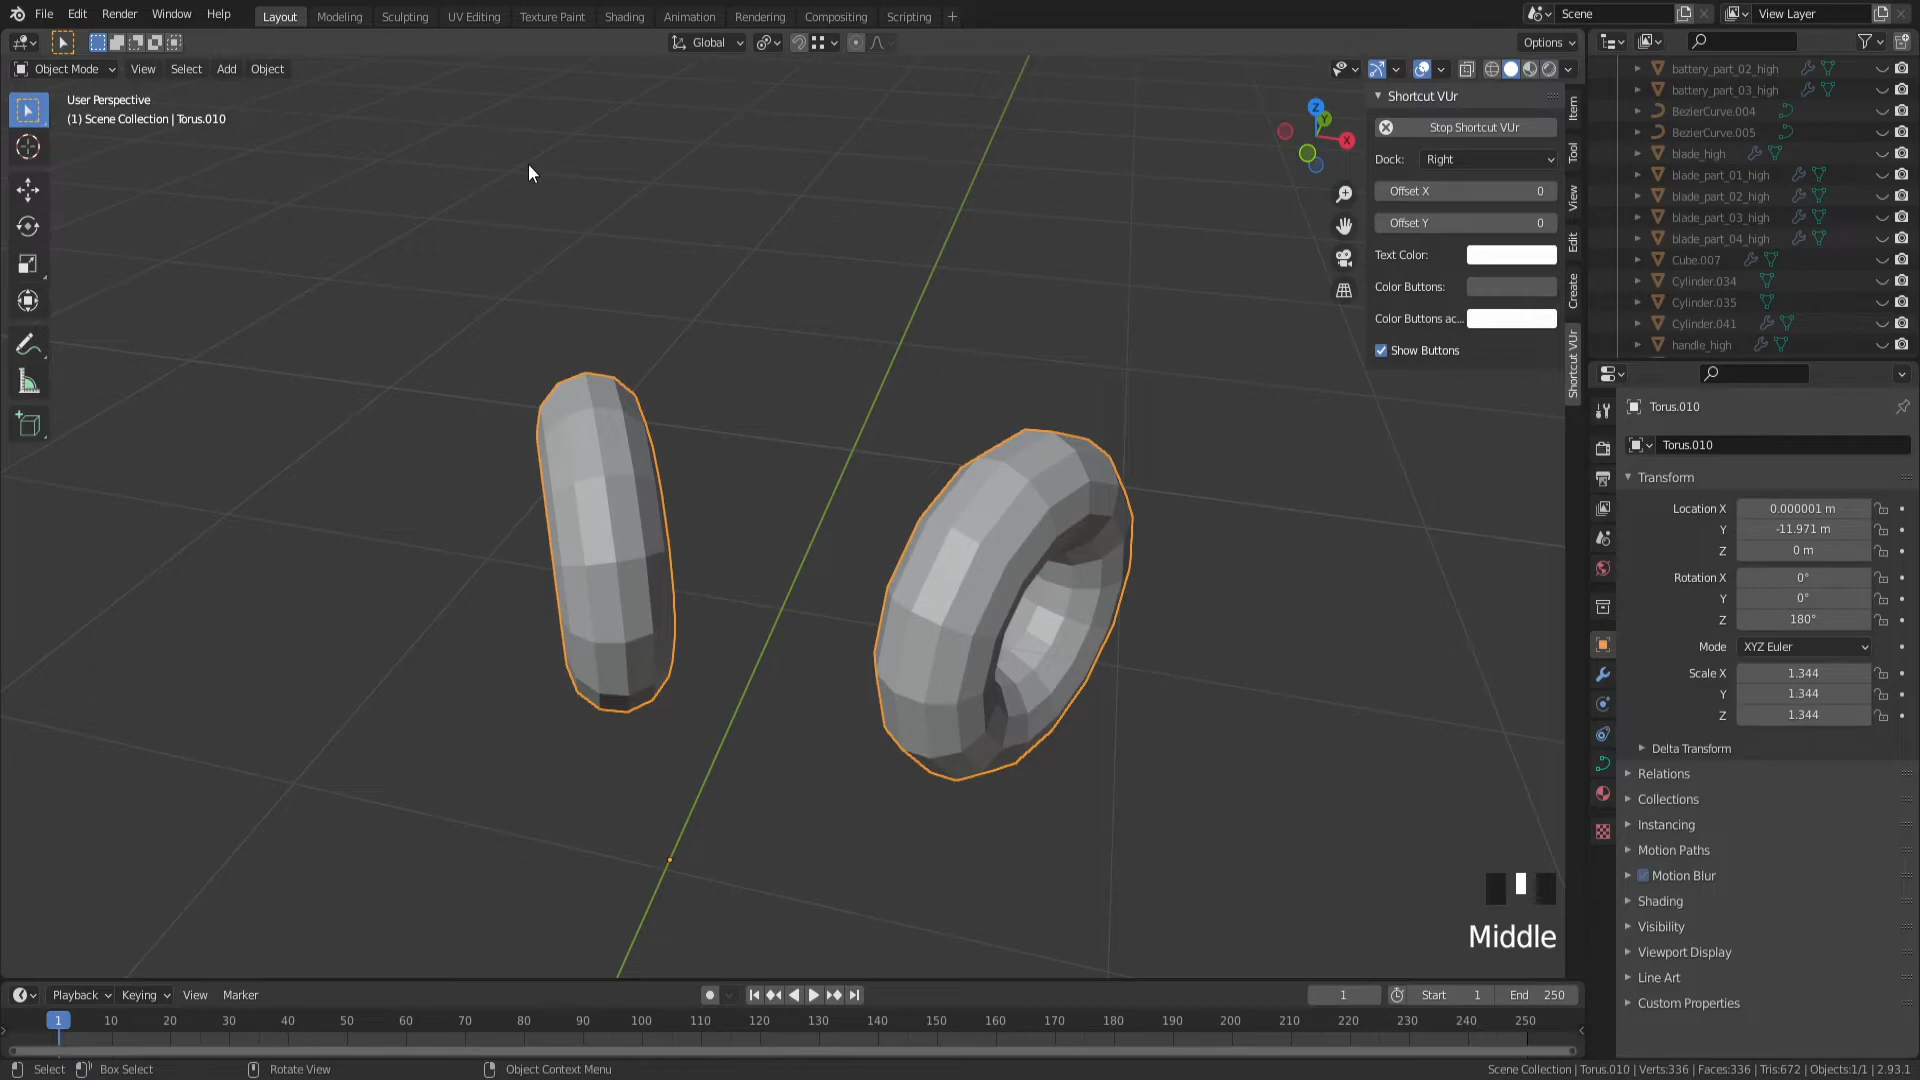 File Edit Render Window Help
Layout Modeling Sculpting UV Editing Texture Paint Shading Animation Rendering Compositing Scripting +
Scene
View Layer
Global
Options
Object Mode View Select Add Object
User Perspective
(1) Scene Collection | Torus.010
Z
Y
X
Shortcut VUr
Stop Shortcut VUr
Dock: Right
Offset X 0
Offset Y 0
Text Color:
Color Buttons:
Color Buttons ac...
Show Buttons
Item
Tool
View
Edit
Create
Shortcut VUr
battery_part_02_high
battery_part_03_high
BezierCurve.004
BezierCurve.005
blade_high
blade_part_01_high
blade_part_02_high
blade_part_03_high
blade_part_04_high
Cube.007
Cylinder.034
Cylinder.035
Cylinder.041
handle_high
Torus.010
Torus.010
Transform
Location X 0.000001 m
Y -11.971 m
Z 0 m
Rotation X 0°
Y 0°
Z 180°
Mode XYZ Euler
Scale X 1.344
Y 1.344
Z 1.344
Delta Transform
Relations
Collections
Instancing
Motion Paths
Motion Blur
Shading
Visibility
Viewport Display
Line Art
Custom Properties
Middle
Playback Keying View Marker
1 Start 1 End 250
1 10 20 30 40 50 60 70 80 90 100 110 120 130 140 150 160 170 180 190 200 210 220 230 240 250
Select Box Select Rotate View Object Context Menu
Scene Collection | Torus.010 | Verts:336 | Faces:336 | Tris:672 | Objects:1/1 | 2.93.1